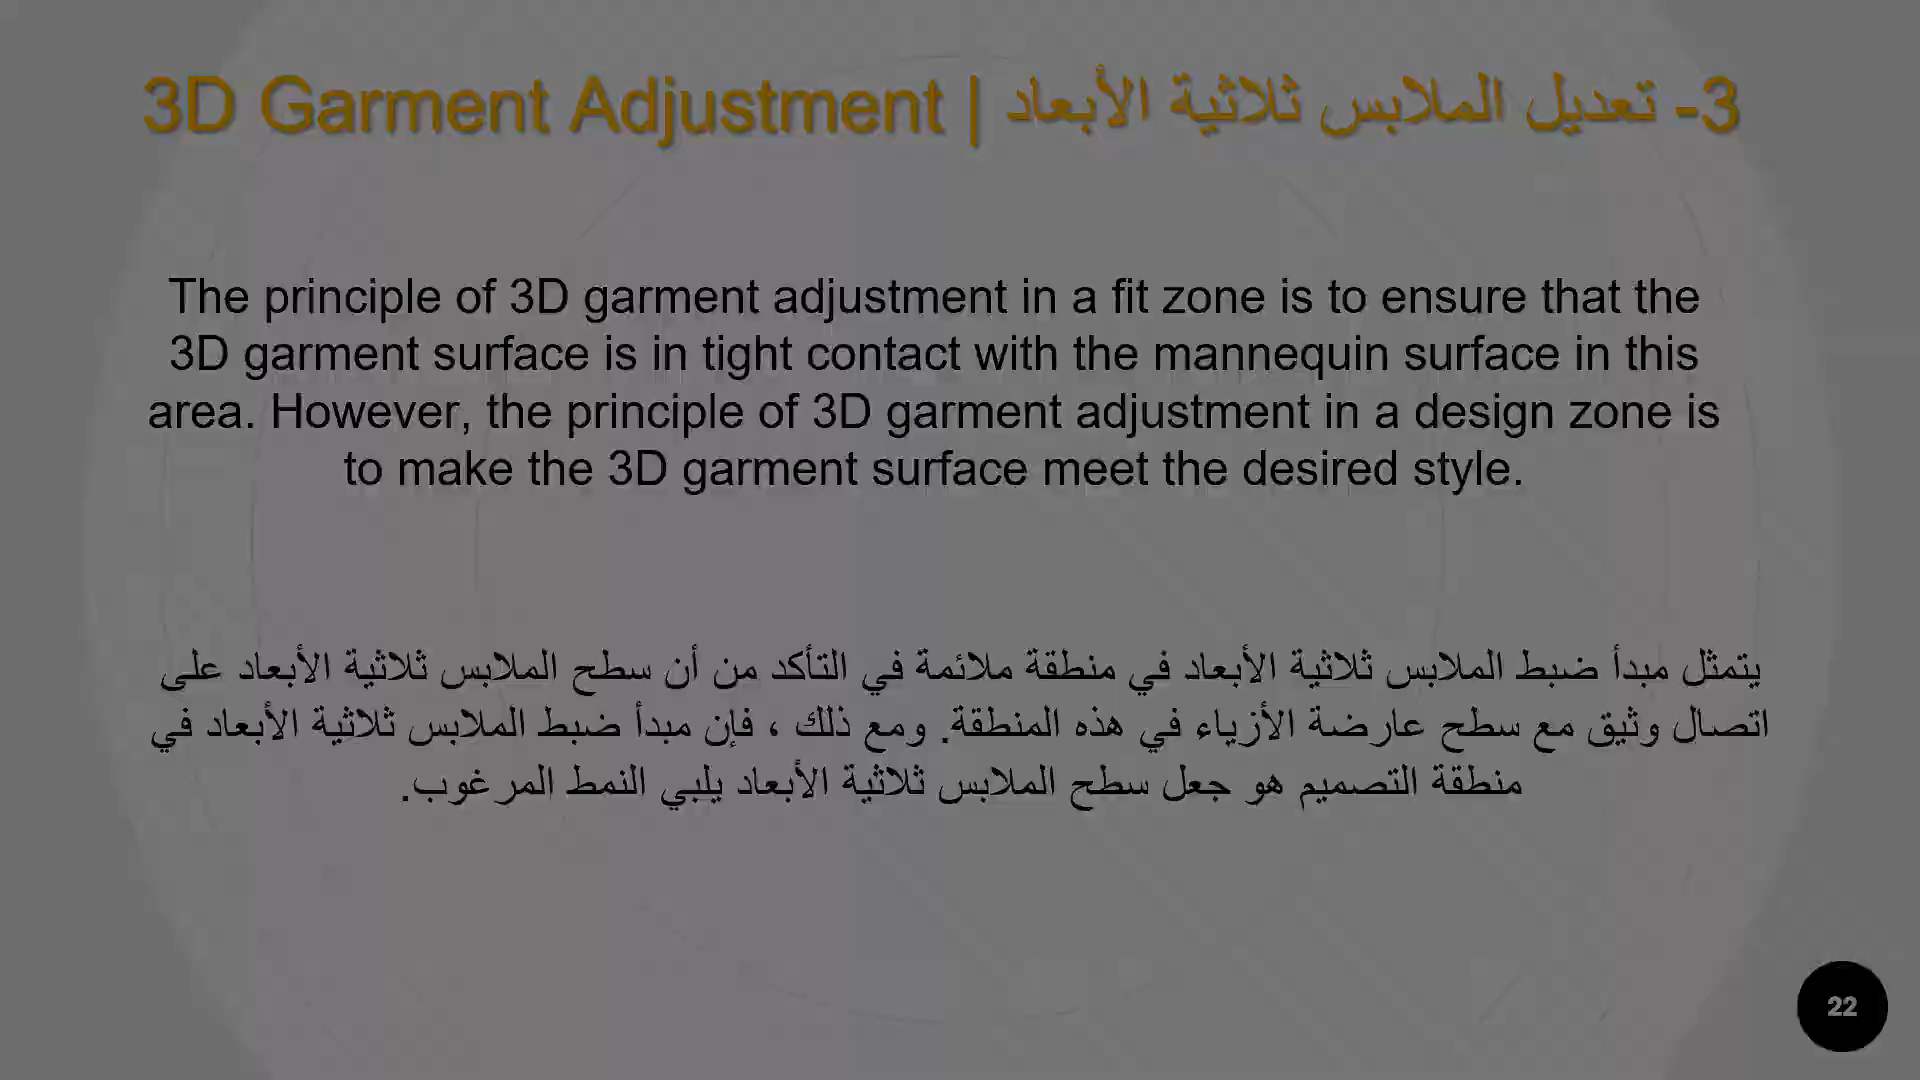 3D Garment Adjustment | تعديل الملابس ثلاثية الأبعاد -3
The principle of 3D garment adjustment in a fit zone is to ensure that the
3D garment surface is in tight contact with the mannequin surface in this
area. However, the principle of 3D garment adjustment in a design zone is
to make the 3D garment surface meet the desired style.
يتمثل مبدأ ضبط الملابس ثلاثية الأبعاد في منطقة ملائمة في التأكد من أن سطح الملابس ثلاثية الأبعاد على
اتصال وثيق مع سطح عارضة الأزياء في هذه المنطقة. ومع ذلك ، فإن مبدأ ضبط الملابس ثلاثية الأبعاد في
منطقة التصميم هو جعل سطح الملابس ثلاثية الأبعاد يلبي النمط المرغوب.
22